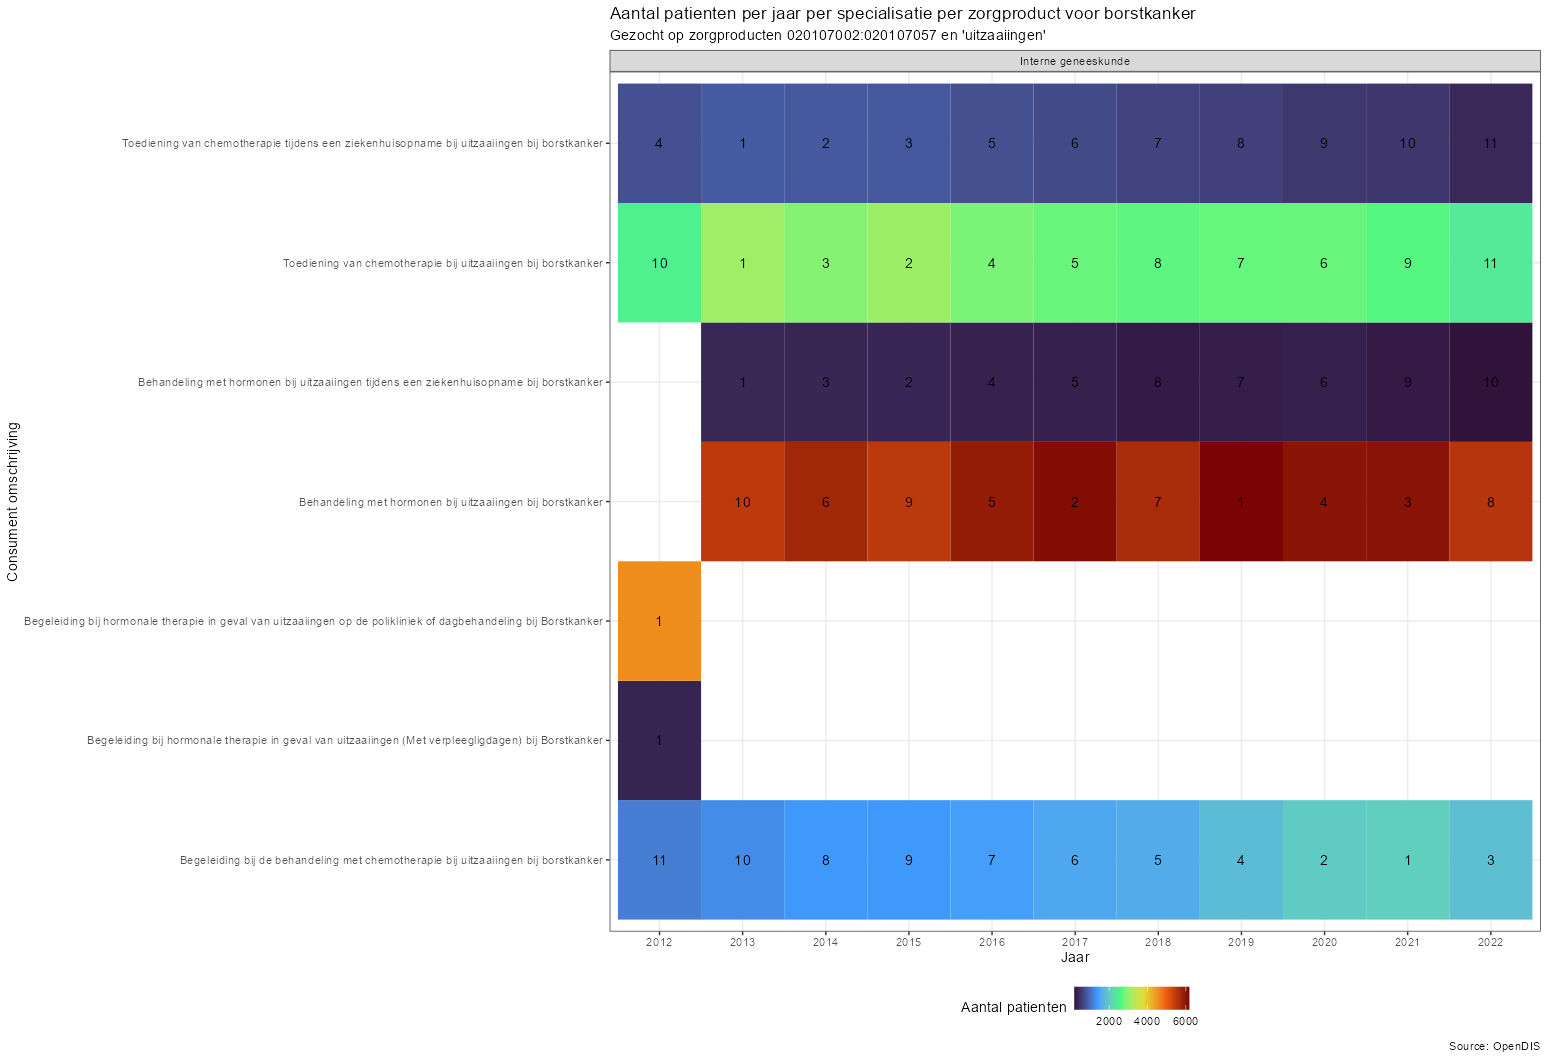 Aantal patienten per jaar per specialisatie per zorgproduct voor borstkanker
Gezocht op zorgproducten 020107002:020107057 en 'uitzaaiingen'
Interne geneeskunde
Consument omschrijving
Toediening van chemotherapie tijdens een ziekenhuisopname bij uitzaaiingen bij borstkanker 4 1 2 3 5 6 7 8 9 10 11
Toediening van chemotherapie bij uitzaaiingen bij borstkanker 10 1 3 2 4 5 8 7 6 9 11
Behandeling met hormonen bij uitzaaiingen tijdens een ziekenhuisopname bij borstkanker 1 3 2 4 5 8 7 6 9 10
Behandeling met hormonen bij uitzaaiingen bij borstkanker 10 6 9 5 2 7 1 4 3 8
Begeleiding bij hormonale therapie in geval van uitzaaiingen op de polikliniek of dagbehandeling bij Borstkanker 1
Begeleiding bij hormonale therapie in geval van uitzaaiingen (Met verpleegligdagen) bij Borstkanker 1
Begeleiding bij de behandeling met chemotherapie bij uitzaaiingen bij borstkanker 11 10 8 9 7 6 5 4 2 1 3
2012 2013 2014 2015 2016 2017 2018 2019 2020 2021 2022
Jaar
Aantal patienten
2000 4000 6000
Source: OpenDIS